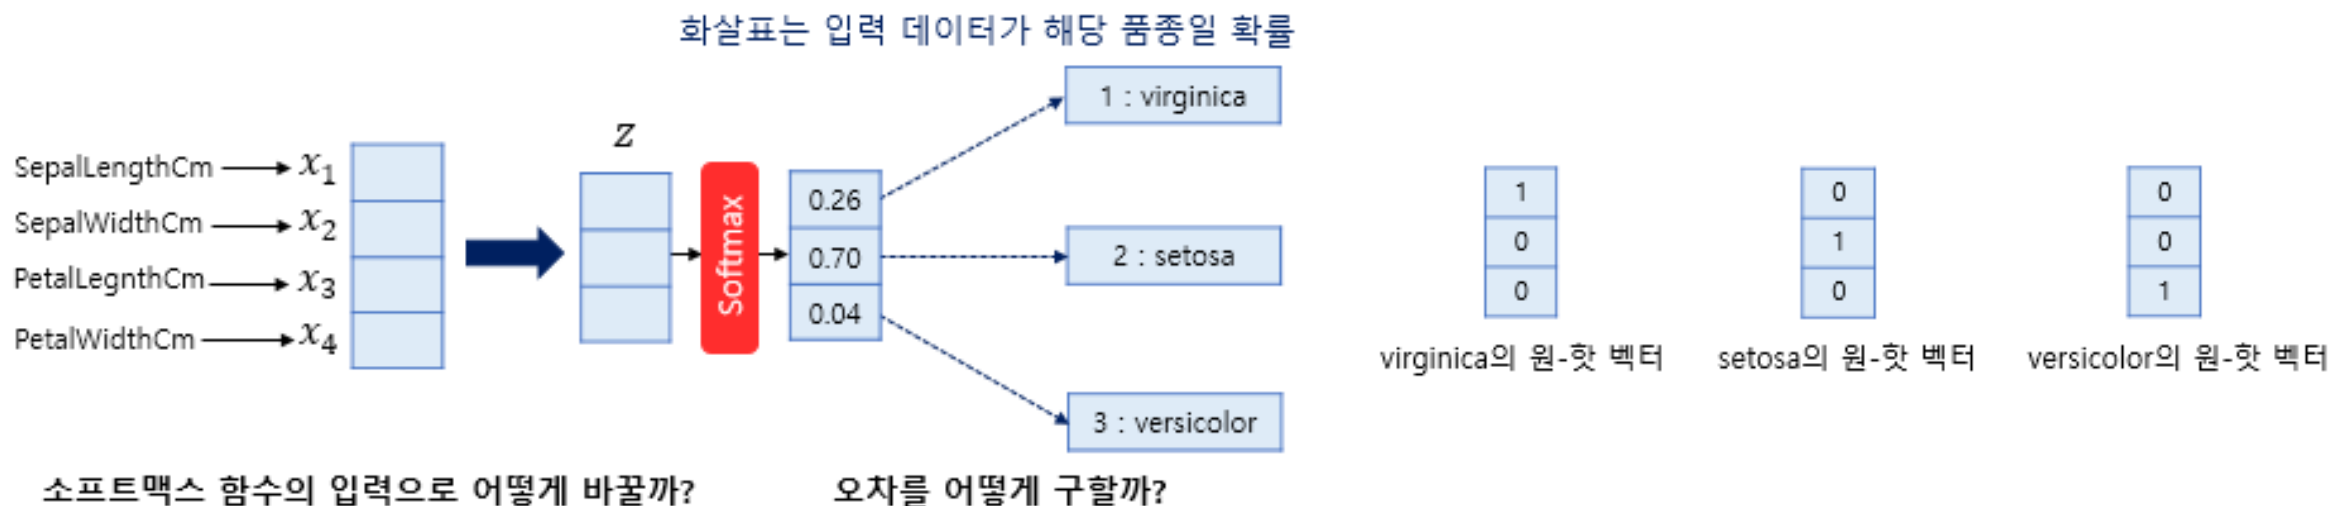 화살표는 입력 데이터가 해당 품종일 확률
SepalLengthCm x1
SepalWidthCm x2
PetalLegnthCm x3
PetalWidthCm x4
z
Softmax
0.26
0.70
0.04
1 : virginica
2 : setosa
3 : versicolor
소프트맥스 함수의 입력으로 어떻게 바꿀까?
오차를 어떻게 구할까?
1
0
0
virginica의 원-핫 벡터
0
1
0
setosa의 원-핫 벡터
0
0
1
versicolor의 원-핫 벡터